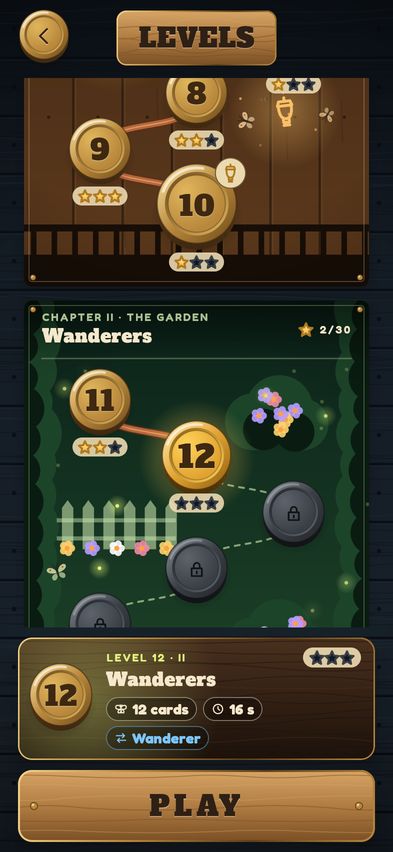 LEVELS
8
9
10
CHAPTER II · THE GARDEN
Wanderers
2/30
11
12
LEVEL 12 · II
12
Wanderers
12 cards
16 s
Wanderer
PLAY